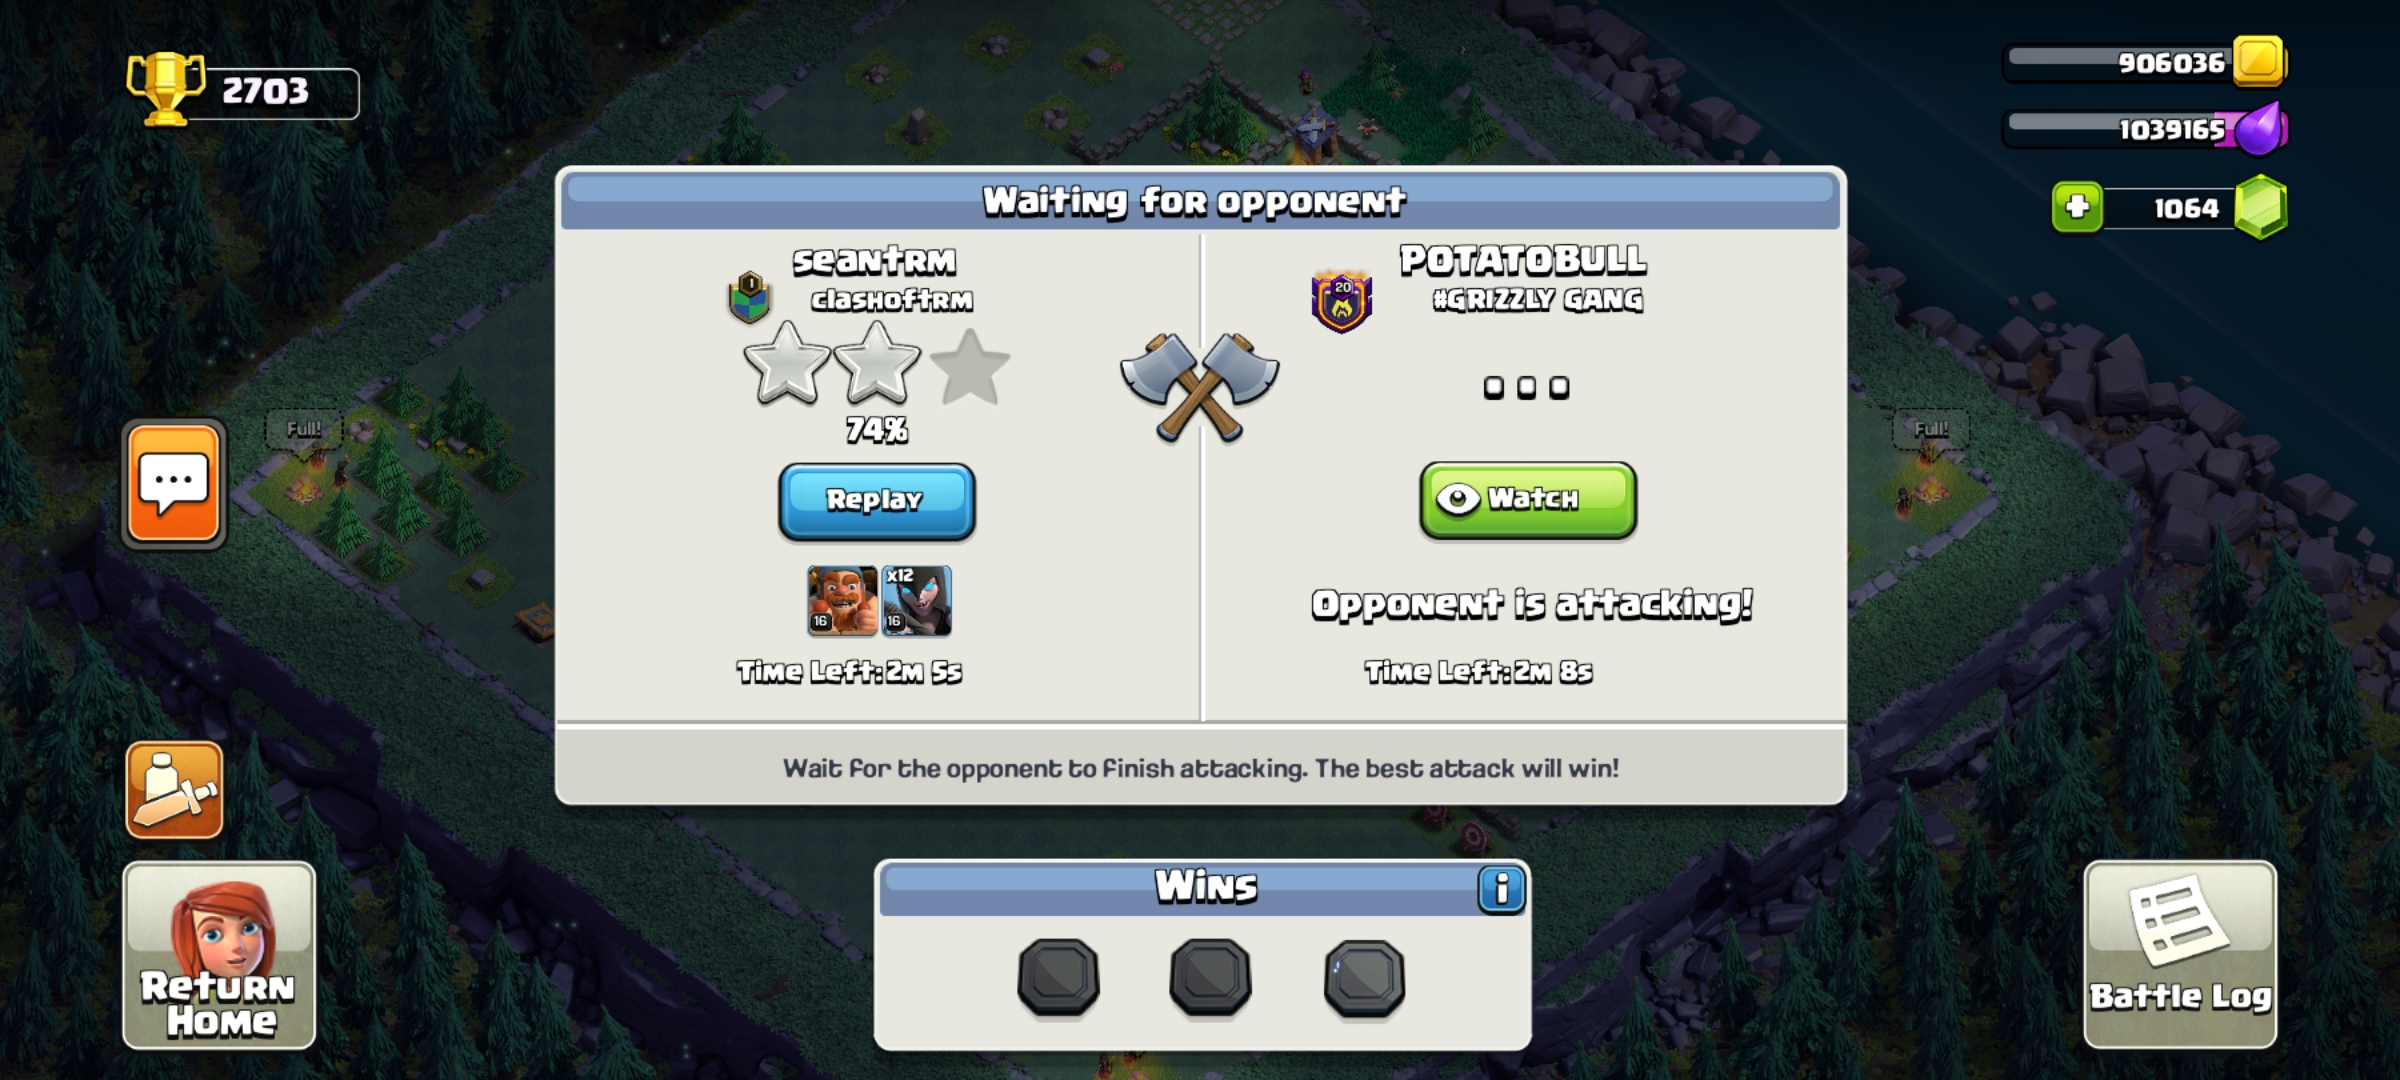 2703
906036
1039165
1064
Waiting for opponent
seantrm
clashoftrm
1
74%
Replay
x12
16
16
Time Left:2m 5s
POTATOBULL
#GRIZZLY GANG
20
Watch
Opponent is attacking!
Time Left:2m 8s
Wait for the opponent to finish attacking. The best attack will win!
Full!
Full!
Wins
i
Return
Home
Battle Log